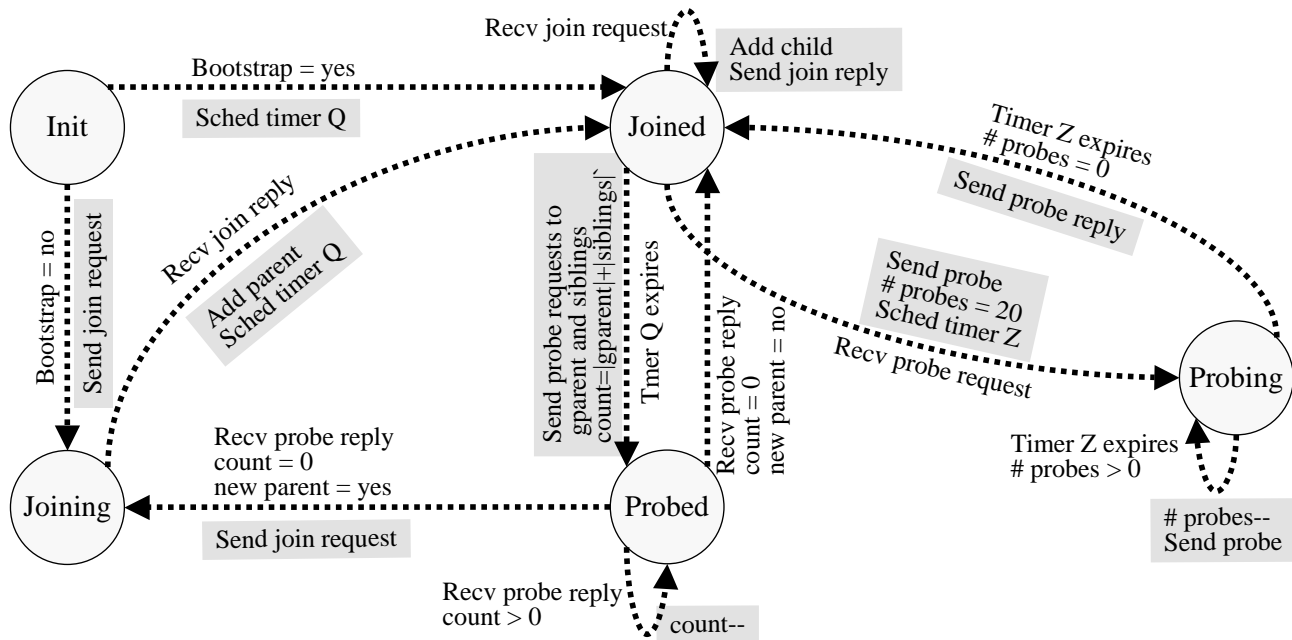 Recv join request
Add child
Send join reply
Bootstrap = yes
Sched timer Q
Init
Joined
Timer Z expires
# probes = 0
Send probe reply
Bootstrap = no
Send join request
Recv join reply
Add parent
Sched timer Q
Send probe requests to
gparent and siblings
count=|gparent|+|siblings|`
Tmer Q expires
Recv probe reply
count = 0
new parent = no
Send probe
# probes = 20
Sched timer Z
Recv probe request
Probing
Timer Z expires
# probes > 0
# probes--
Send probe
Recv probe reply
count = 0
new parent = yes
Send join request
Joining
Probed
Recv probe reply
count > 0
count--